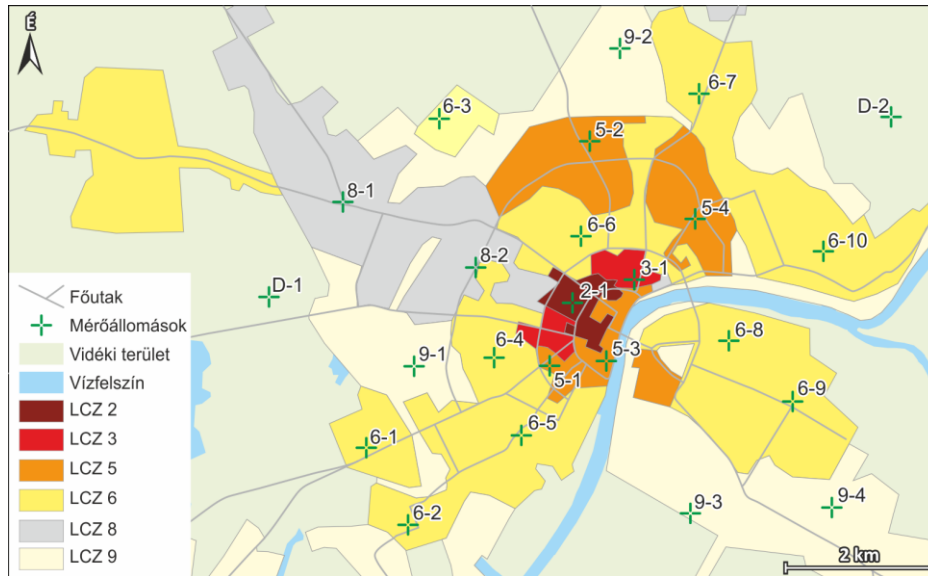 É
9-2
6-7
D-2
6-3
5-2
8-1
5-4
6-6
6-10
8-2
3-1
D-1
2-1
6-8
6-4
5-3
9-1
5-1
6-9
6-5
6-1
9-3
9-4
6-2
Főutak
Mérőállomások
Vidéki terület
Vízfelszín
LCZ 2
LCZ 3
LCZ 5
LCZ 6
LCZ 8
LCZ 9
2 km